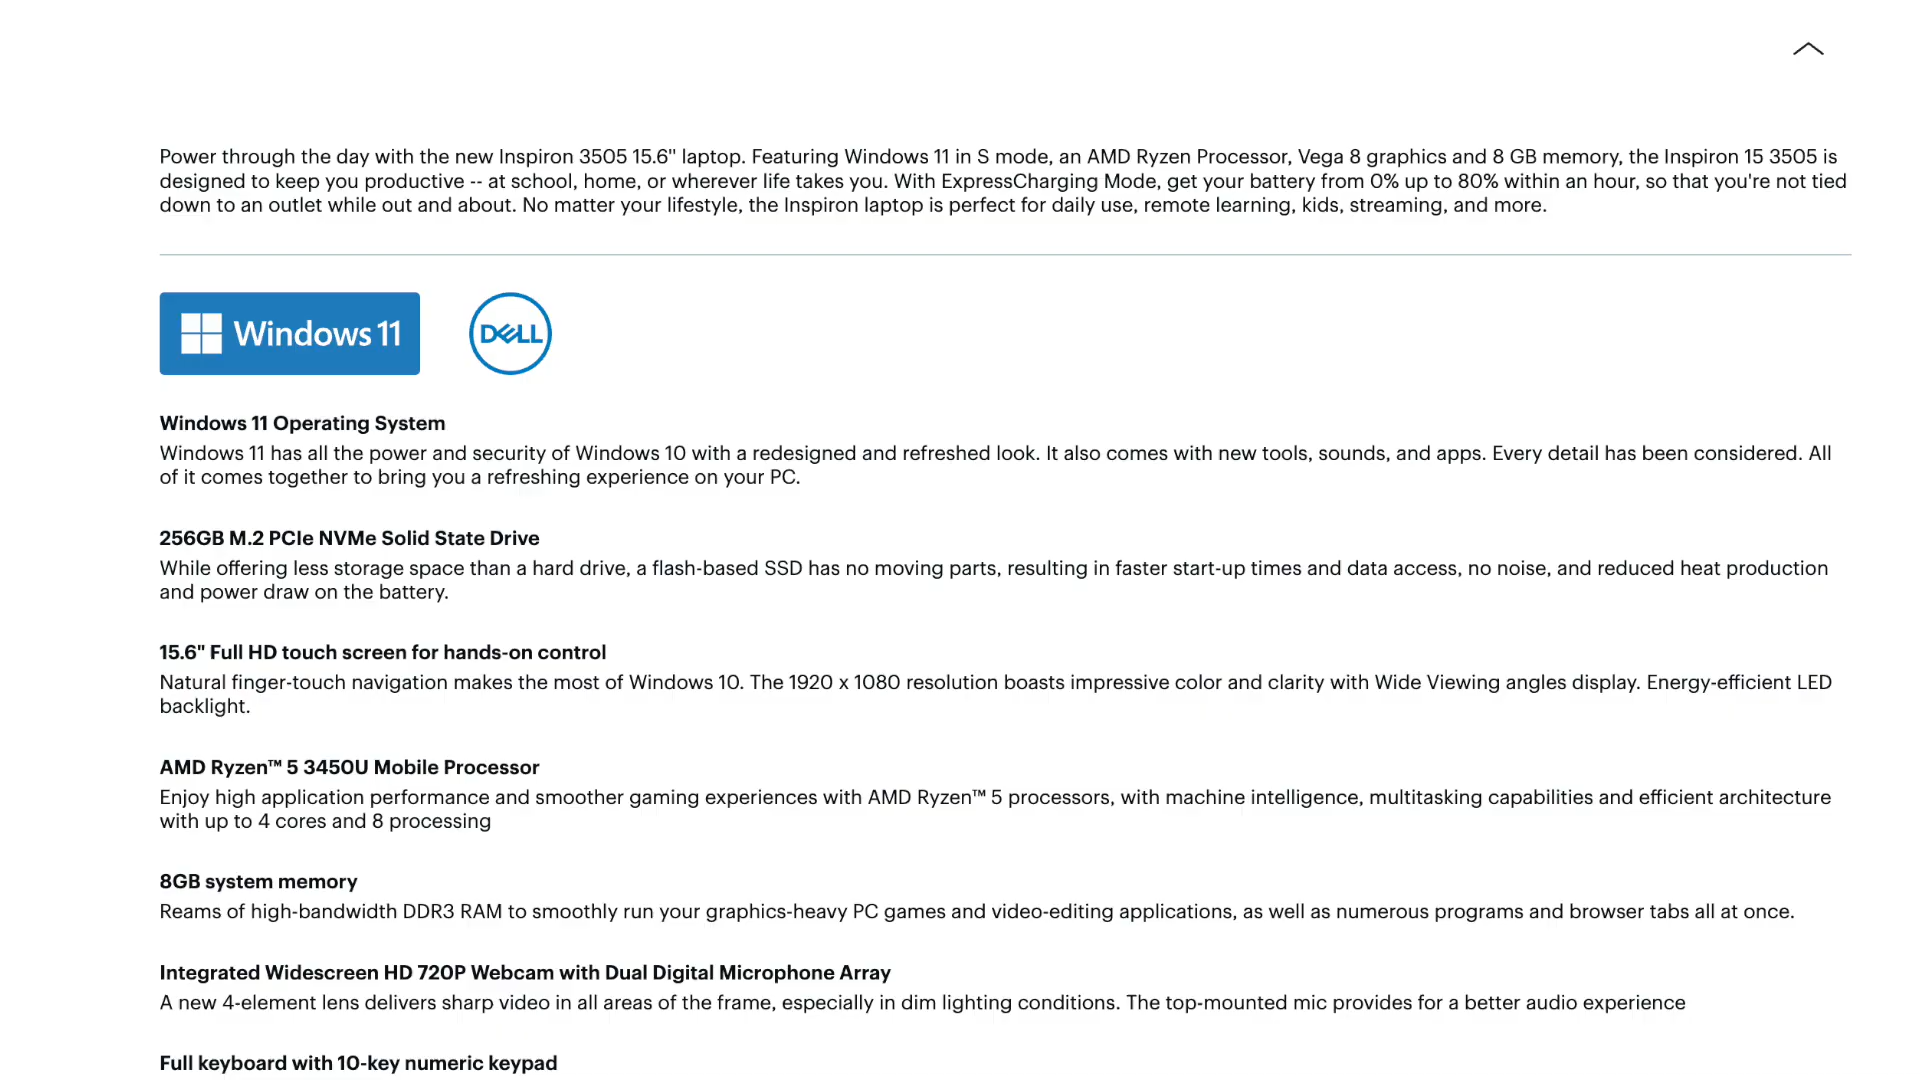 Power through the day with the new Inspiron 3505 15.6" laptop. Featuring Windows 11 in S mode, an AMD Ryzen Processor, Vega 8 graphics and 8 GB memory, the Inspiron 15 3505 is
designed to keep you productive -- at school, home, or wherever life takes you. With ExpressCharging Mode, get your battery from 0% up to 80% within an hour, so that you're not tied
down to an outlet while out and about. No matter your lifestyle, the Inspiron laptop is perfect for daily use, remote learning, kids, streaming, and more.
Windows 11 DELL
Windows 11 Operating System
Windows 11 has all the power and security of Windows 10 with a redesigned and refreshed look. It also comes with new tools, sounds, and apps. Every detail has been considered. All
of it comes together to bring you a refreshing experience on your PC.
256GB M.2 PCIe NVMe Solid State Drive
While offering less storage space than a hard drive, a flash-based SSD has no moving parts, resulting in faster start-up times and data access, no noise, and reduced heat production
and power draw on the battery.
15.6" Full HD touch screen for hands-on control
Natural finger-touch navigation makes the most of Windows 10. The 1920 x 1080 resolution boasts impressive color and clarity with Wide Viewing angles display. Energy-efficient LED
backlight.
AMD Ryzen™ 5 3450U Mobile Processor
Enjoy high application performance and smoother gaming experiences with AMD Ryzen™ 5 processors, with machine intelligence, multitasking capabilities and efficient architecture
with up to 4 cores and 8 processing
8GB system memory
Reams of high-bandwidth DDR3 RAM to smoothly run your graphics-heavy PC games and video-editing applications, as well as numerous programs and browser tabs all at once.
Integrated Widescreen HD 720P Webcam with Dual Digital Microphone Array
A new 4-element lens delivers sharp video in all areas of the frame, especially in dim lighting conditions. The top-mounted mic provides for a better audio experience
Full keyboard with 10-key numeric keypad